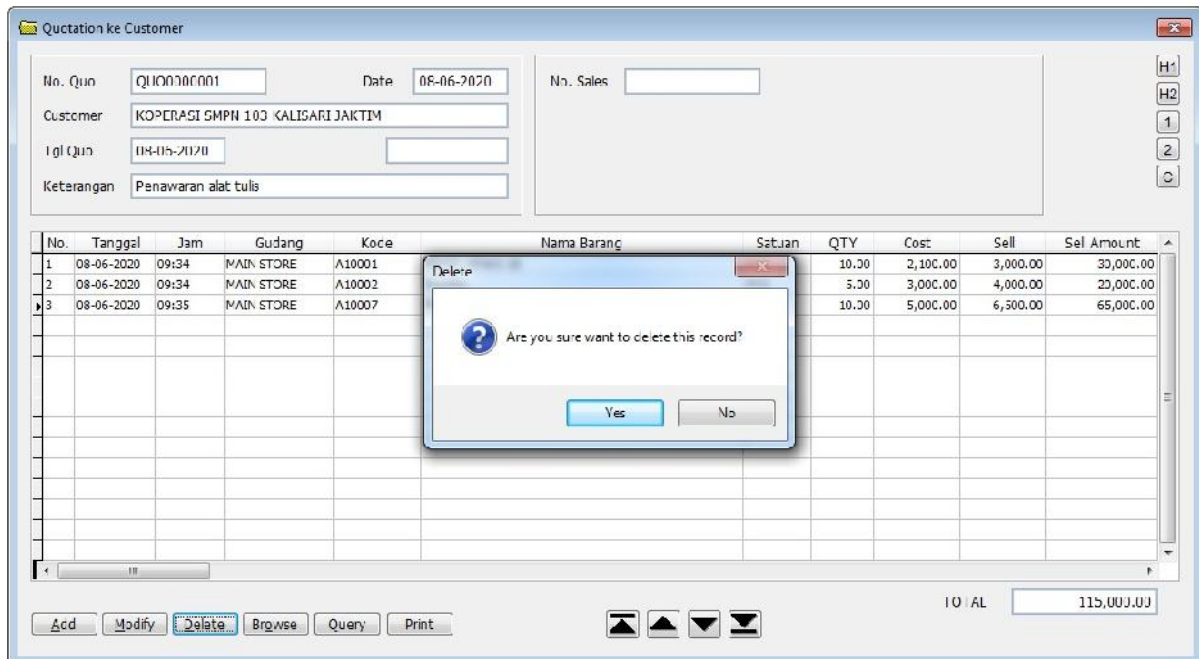 Quotation ke Customer
No. Quo QUO0000001 Date 08-06-2020 No. Sales
Customer KOPERASI SMPN 103 KALISARI JAKTIM
Tgl Quo 08-06-2020
Keterangan Penawaran alat tulis
H1
H2
1
2
No. Tanggal Jam Gudang Kode Nama Barang Satuan QTY Cost Sell Sell Amount
1 08-06-2020 09:34 MAIN STORE A10001 10.00 2,100.00 3,000.00 30,000.00
2 08-06-2020 09:34 MAIN STORE A10002 5.00 3,000.00 4,000.00 20,000.00
3 08-06-2020 09:35 MAIN STORE A10007 10.00 5,000.00 6,500.00 65,000.00
Delete
Are you sure want to delete this record?
Yes No
TOTAL 115,000.00
Add Modify Delete Browse Query Print